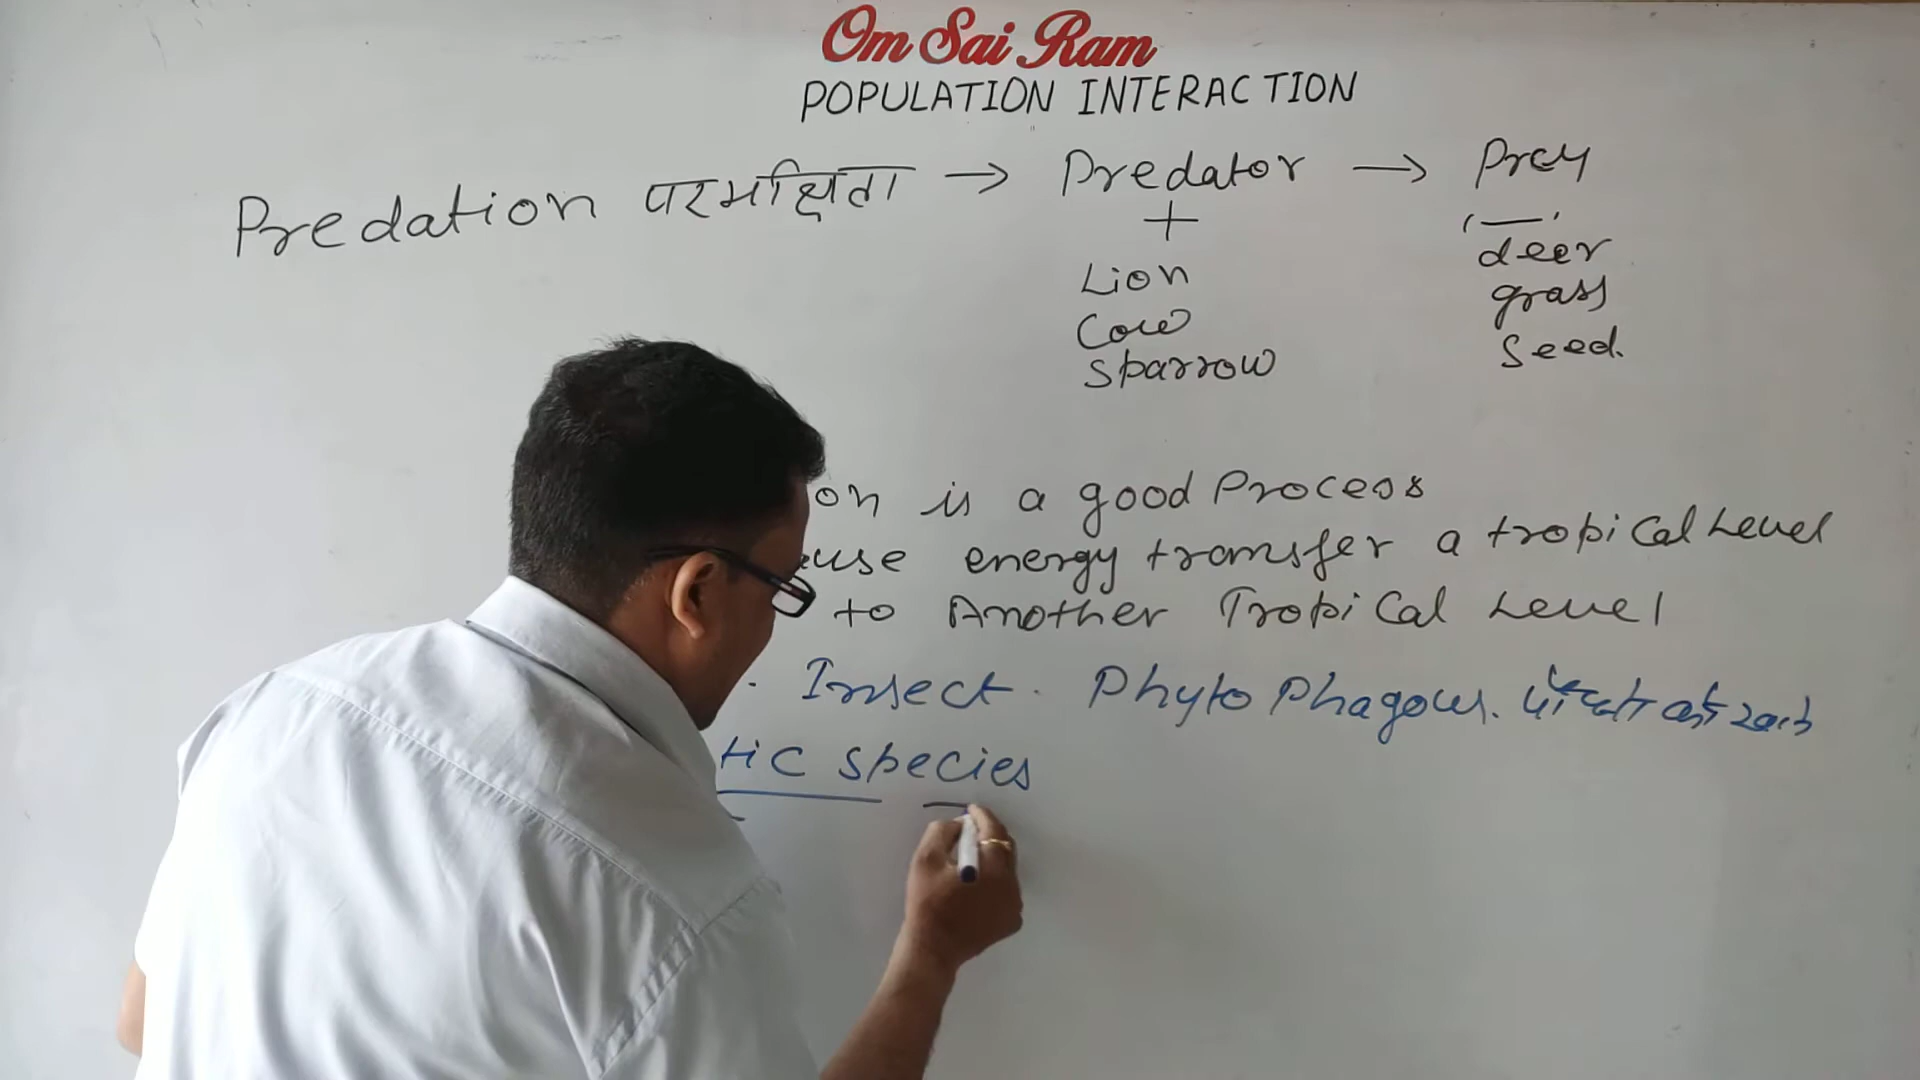 Om Sai Ram
POPULATION INTERACTION
Predation परभक्षिता → Predator → Prey
+ -
Lion deer
Cow grass
Sparrow Seed.
on is a good Process
ause energy transfer a tropical Level
to Another Tropical Level
. Insect. Phyto Phagous.
tic species